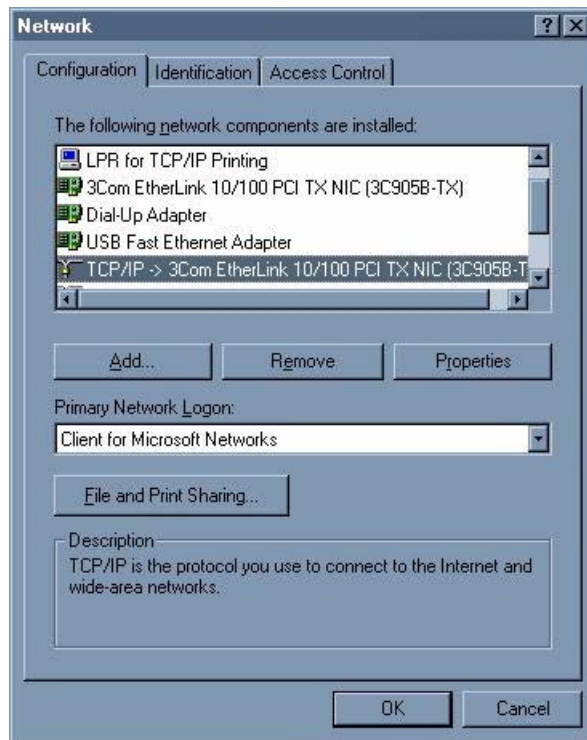 Network
Configuration Identification Access Control
The following network components are installed:
LPR for TCP/IP Printing
3Com EtherLink 10/100 PCI TX NIC (3C905B-TX)
Dial-Up Adapter
USB Fast Ethernet Adapter
TCP/IP -> 3Com EtherLink 10/100 PCI TX NIC (3C905B-T
Add... Remove Properties
Primary Network Logon:
Client for Microsoft Networks
File and Print Sharing...
Description
TCP/IP is the protocol you use to connect to the Internet and
wide-area networks.
OK Cancel